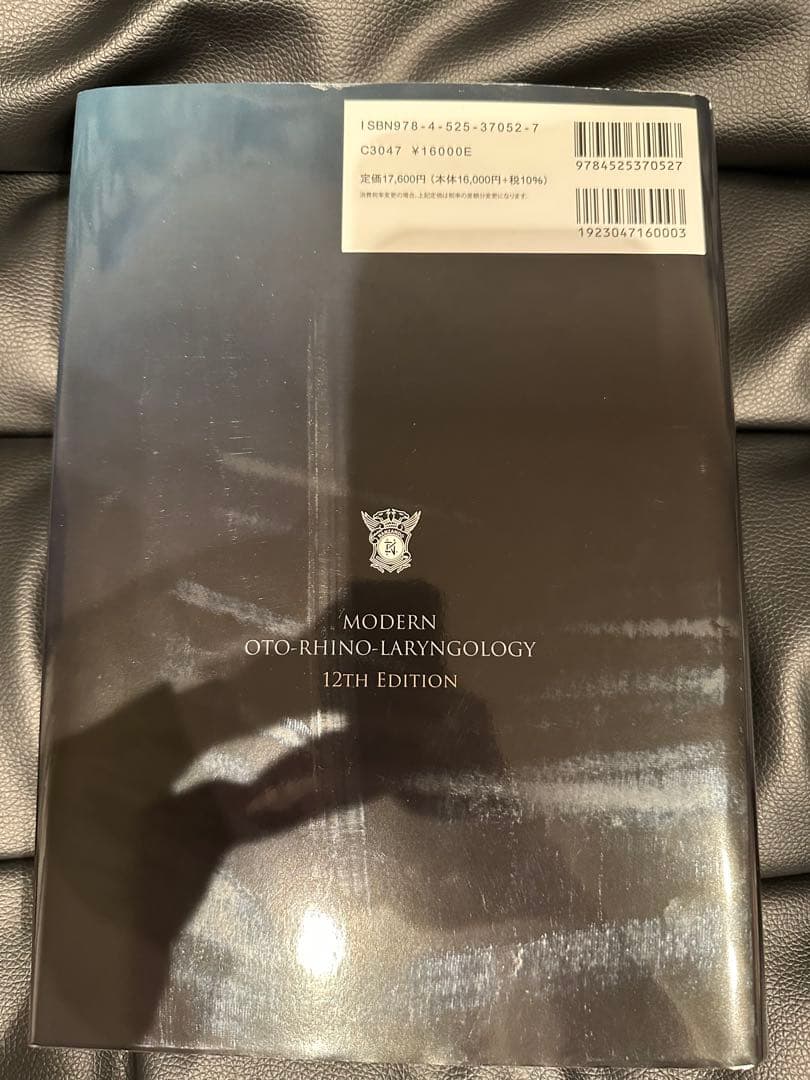 ISBN978-4-525-37052-7
C3047 ¥16000E
定価17,600円（本体16,000円+税10%）
消費税率変更の場合、上記定価は税率の差額分変更になります。
9784525370527
1923047160003
MODERN
OTO-RHINO-LARYNGOLOGY
12TH EDITION